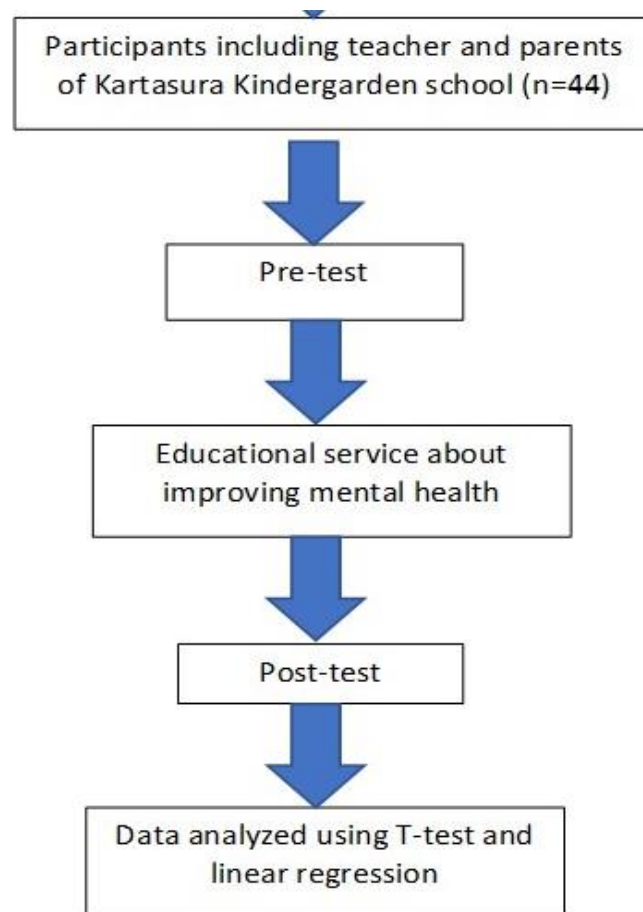 Participants including teacher and parents
of Kartasura Kindergarden school (n=44)
Pre-test
Educational service about
improving mental health
Post-test
Data analyzed using T-test and
linear regression